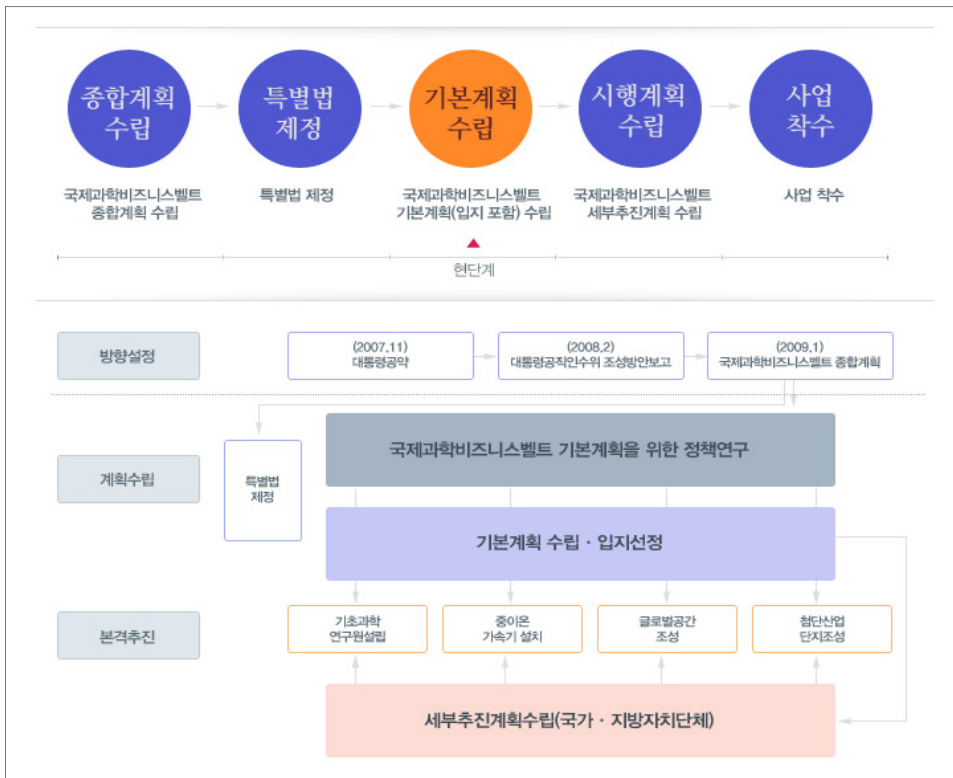 종합계획
수립
특별법
제정
기본계획
수립
시행계획
수립
사업
착수
국제과학비즈니스벨트
종합계획 수립
특별법 제정
국제과학비즈니스벨트
기본계획(입지 포함) 수립
국제과학비즈니스벨트
세부추진계획 수립
사업 착수
현단계
방향설정
(2007.11)
대통령공약
(2008.2)
대통령공직인수위 조성방안보고
(2009.1)
국제과학비즈니스벨트 종합계획
계획수립
특별법
제정
국제과학비즈니스벨트 기본계획을 위한 정책연구
기본계획 수립 · 입지선정
본격추진
기초과학
연구원설립
중이온
가속기 설치
글로벌공간
조성
첨단산업
단지조성
세부추진계획수립(국가 · 지방자치단체)